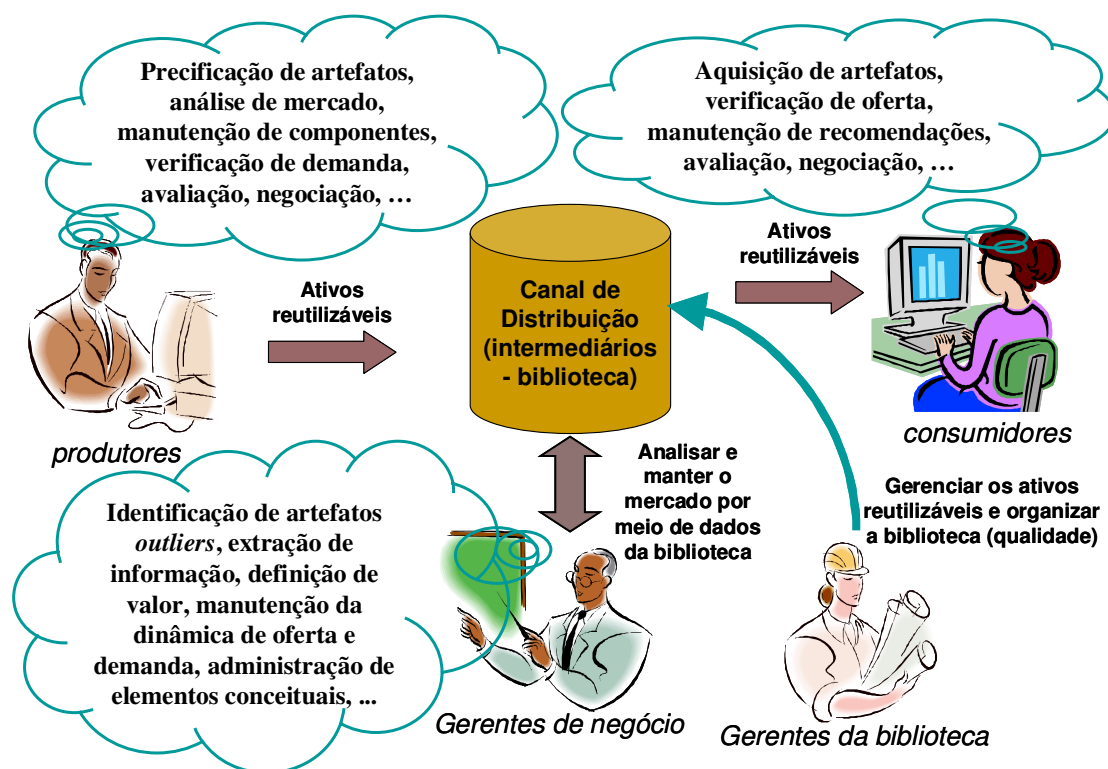 Precificação de artefatos,
análise de mercado,
manutenção de componentes,
verificação de demanda,
avaliação, negociação, …
Aquisição de artefatos,
verificação de oferta,
manutenção de recomendações,
avaliação, negociação, …
Ativos
reutilizáveis
Canal de
Distribuição
(intermediários
- biblioteca)
Ativos
reutilizáveis
produtores
consumidores
Analisar e
manter o
mercado por
meio de dados
da biblioteca
Gerenciar os ativos
reutilizáveis e organizar
a biblioteca (qualidade)
Identificação de artefatos
outliers, extração de
informação, definição de
valor, manutenção da
dinâmica de oferta e
demanda, administração de
elementos conceituais, ...
Gerentes de negócio
Gerentes da biblioteca